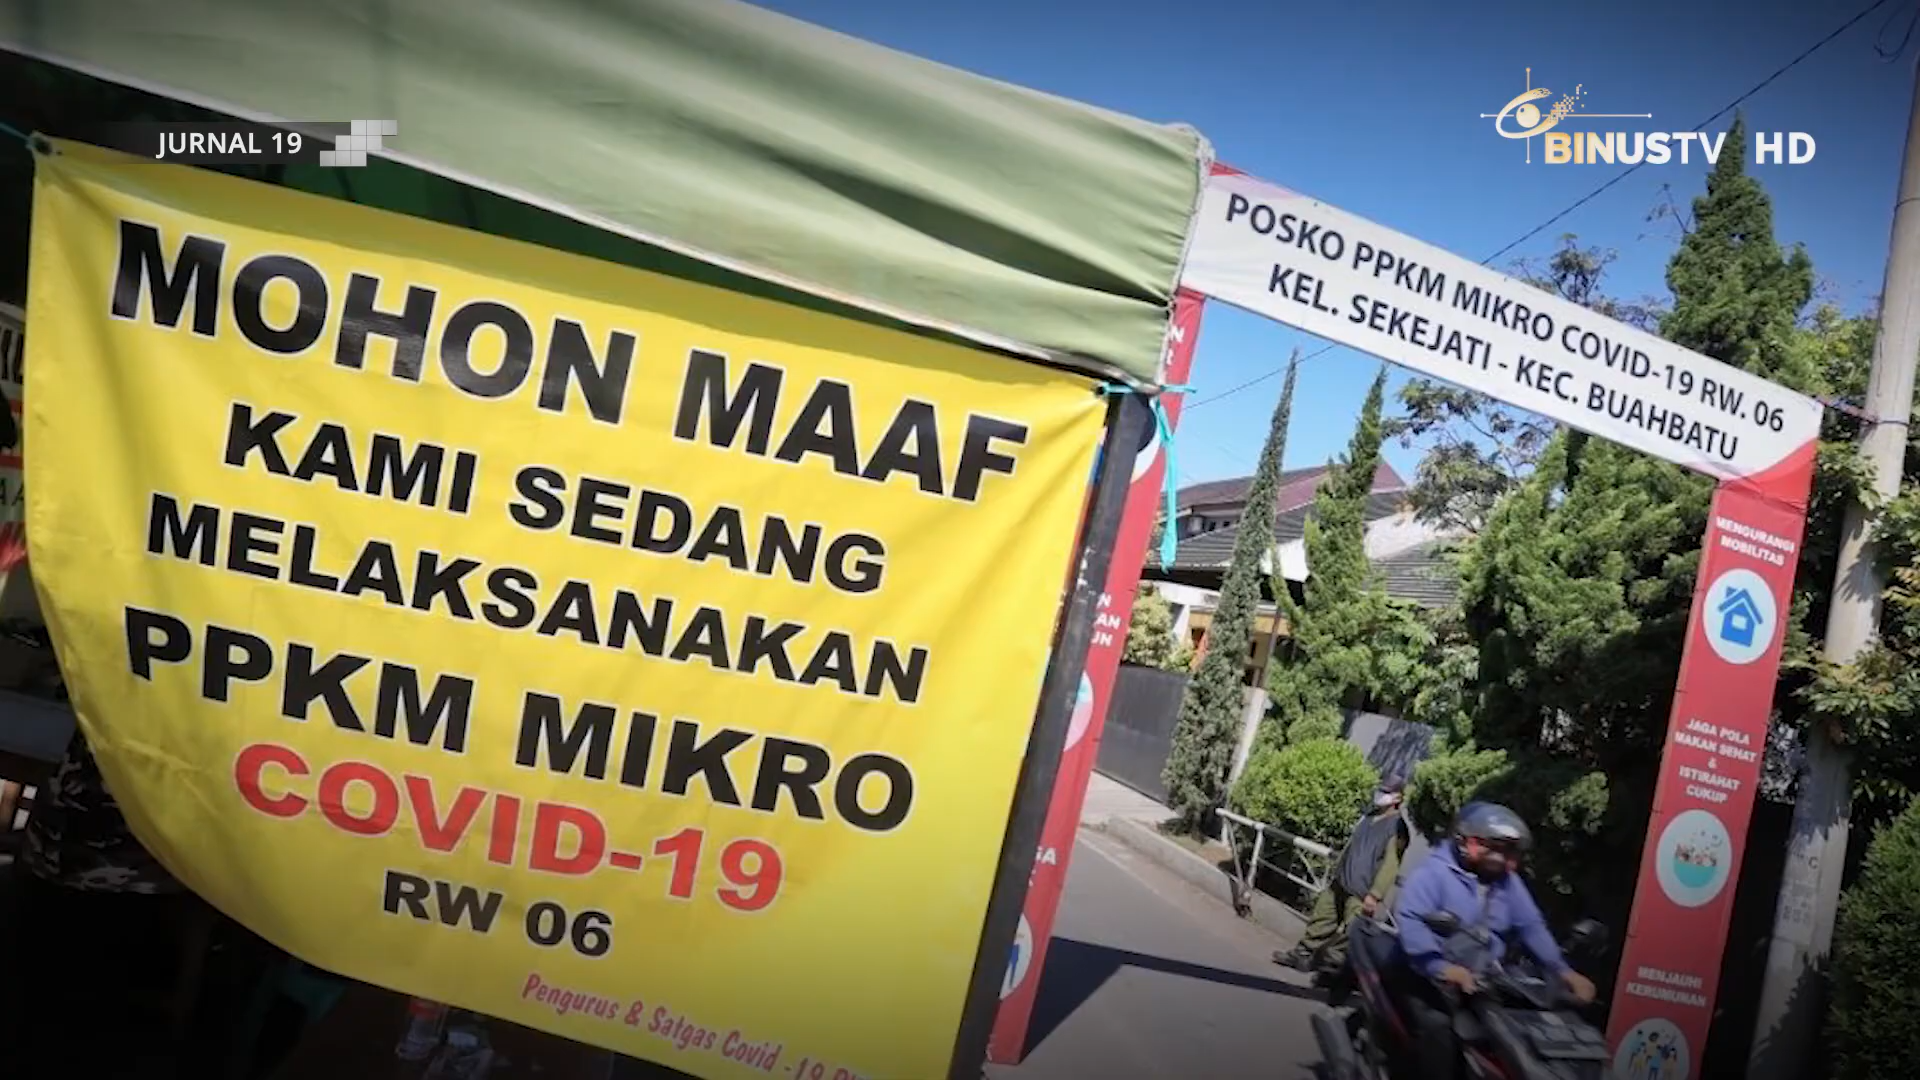 JURNAL 19
BINUSTV HD
MOHON MAAF
KAMI SEDANG
MELAKSANAKAN
PPKM MIKRO
COVID-19
RW 06
Pengurus & Satgas Covid-19
POSKO PPKM MIKRO COVID-19 RW. 06
KEL. SEKEJATI - KEC. BUAHBATU
MENGURANGI
MOBILITAS
JAGA POLA
MAKAN SEHAT
&
ISTIRAHAT
CUKUP
MENJAUHI
KERUMUNAN